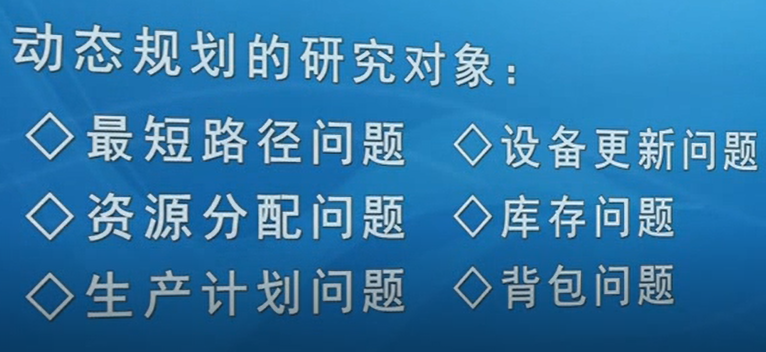 动态规划的研究对象：
◇最短路径问题 ◇设备更新问题
◇资源分配问题 ◇库存问题
◇生产计划问题 ◇背包问题